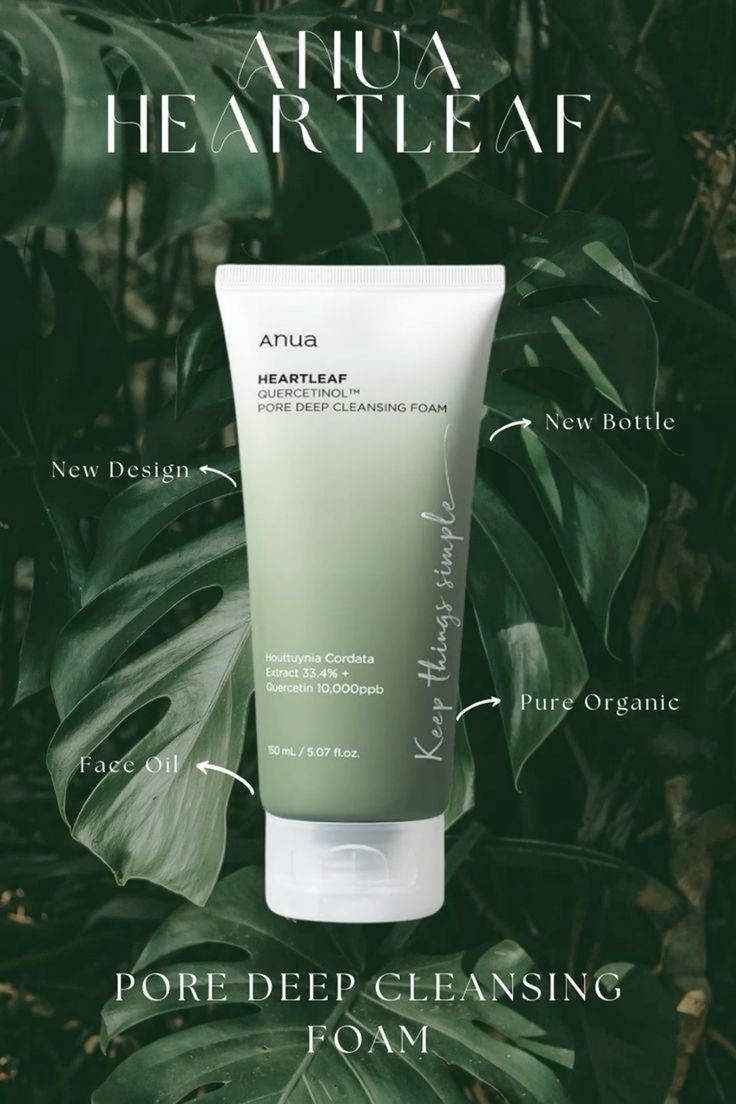 ANUA
HEARTLEAF
Anua
HEARTLEAF
QUERCETINOL™
PORE DEEP CLEANSING FOAM
New Bottle
New Design
Keep things simple
Houttuynia Cordata
Extract 33.4% +
Quercetin 10,000ppb
Pure Organic
150 mL / 5.07 fl.oz.
Face Oil
PORE DEEP CLEANSING
FOAM